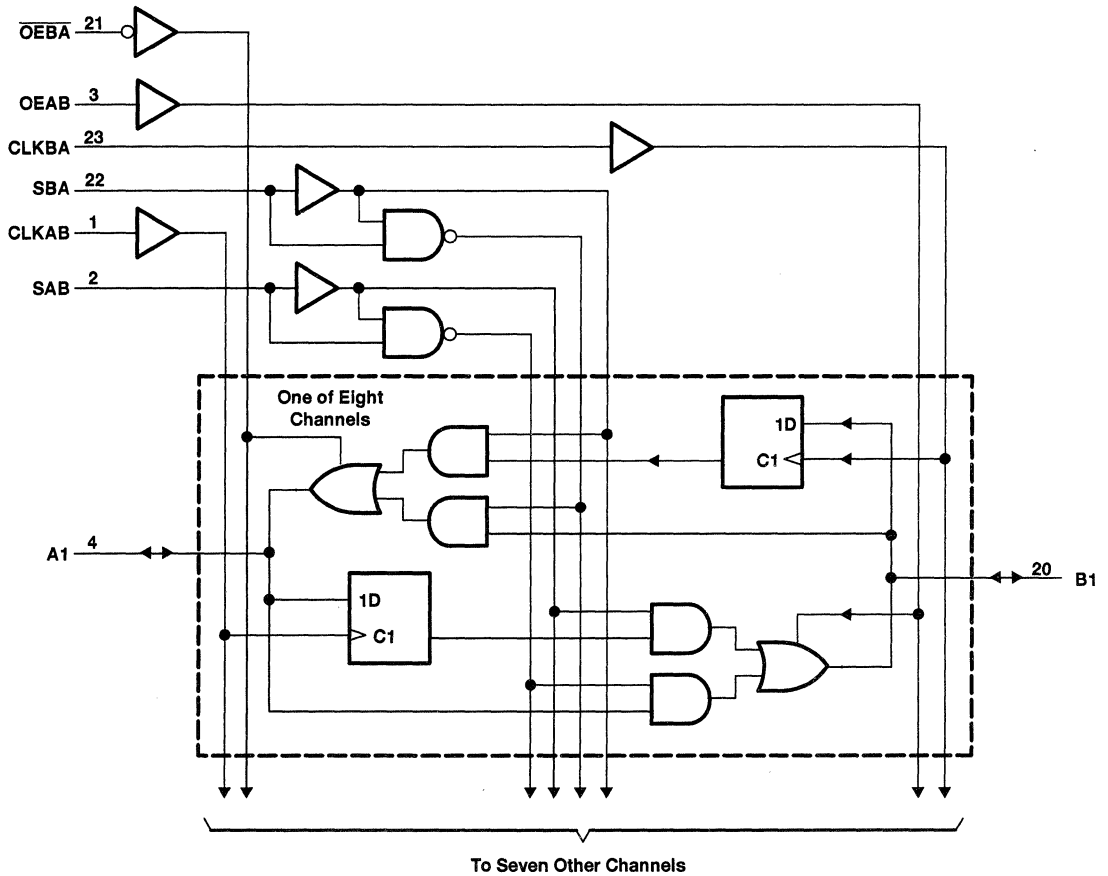 OEBA 21
OEAB 3
CLKBA 23
SBA 22
CLKAB 1
SAB 2
One of Eight
Channels
1D
C1
A1 4
20 B1
1D
C1
To Seven Other Channels